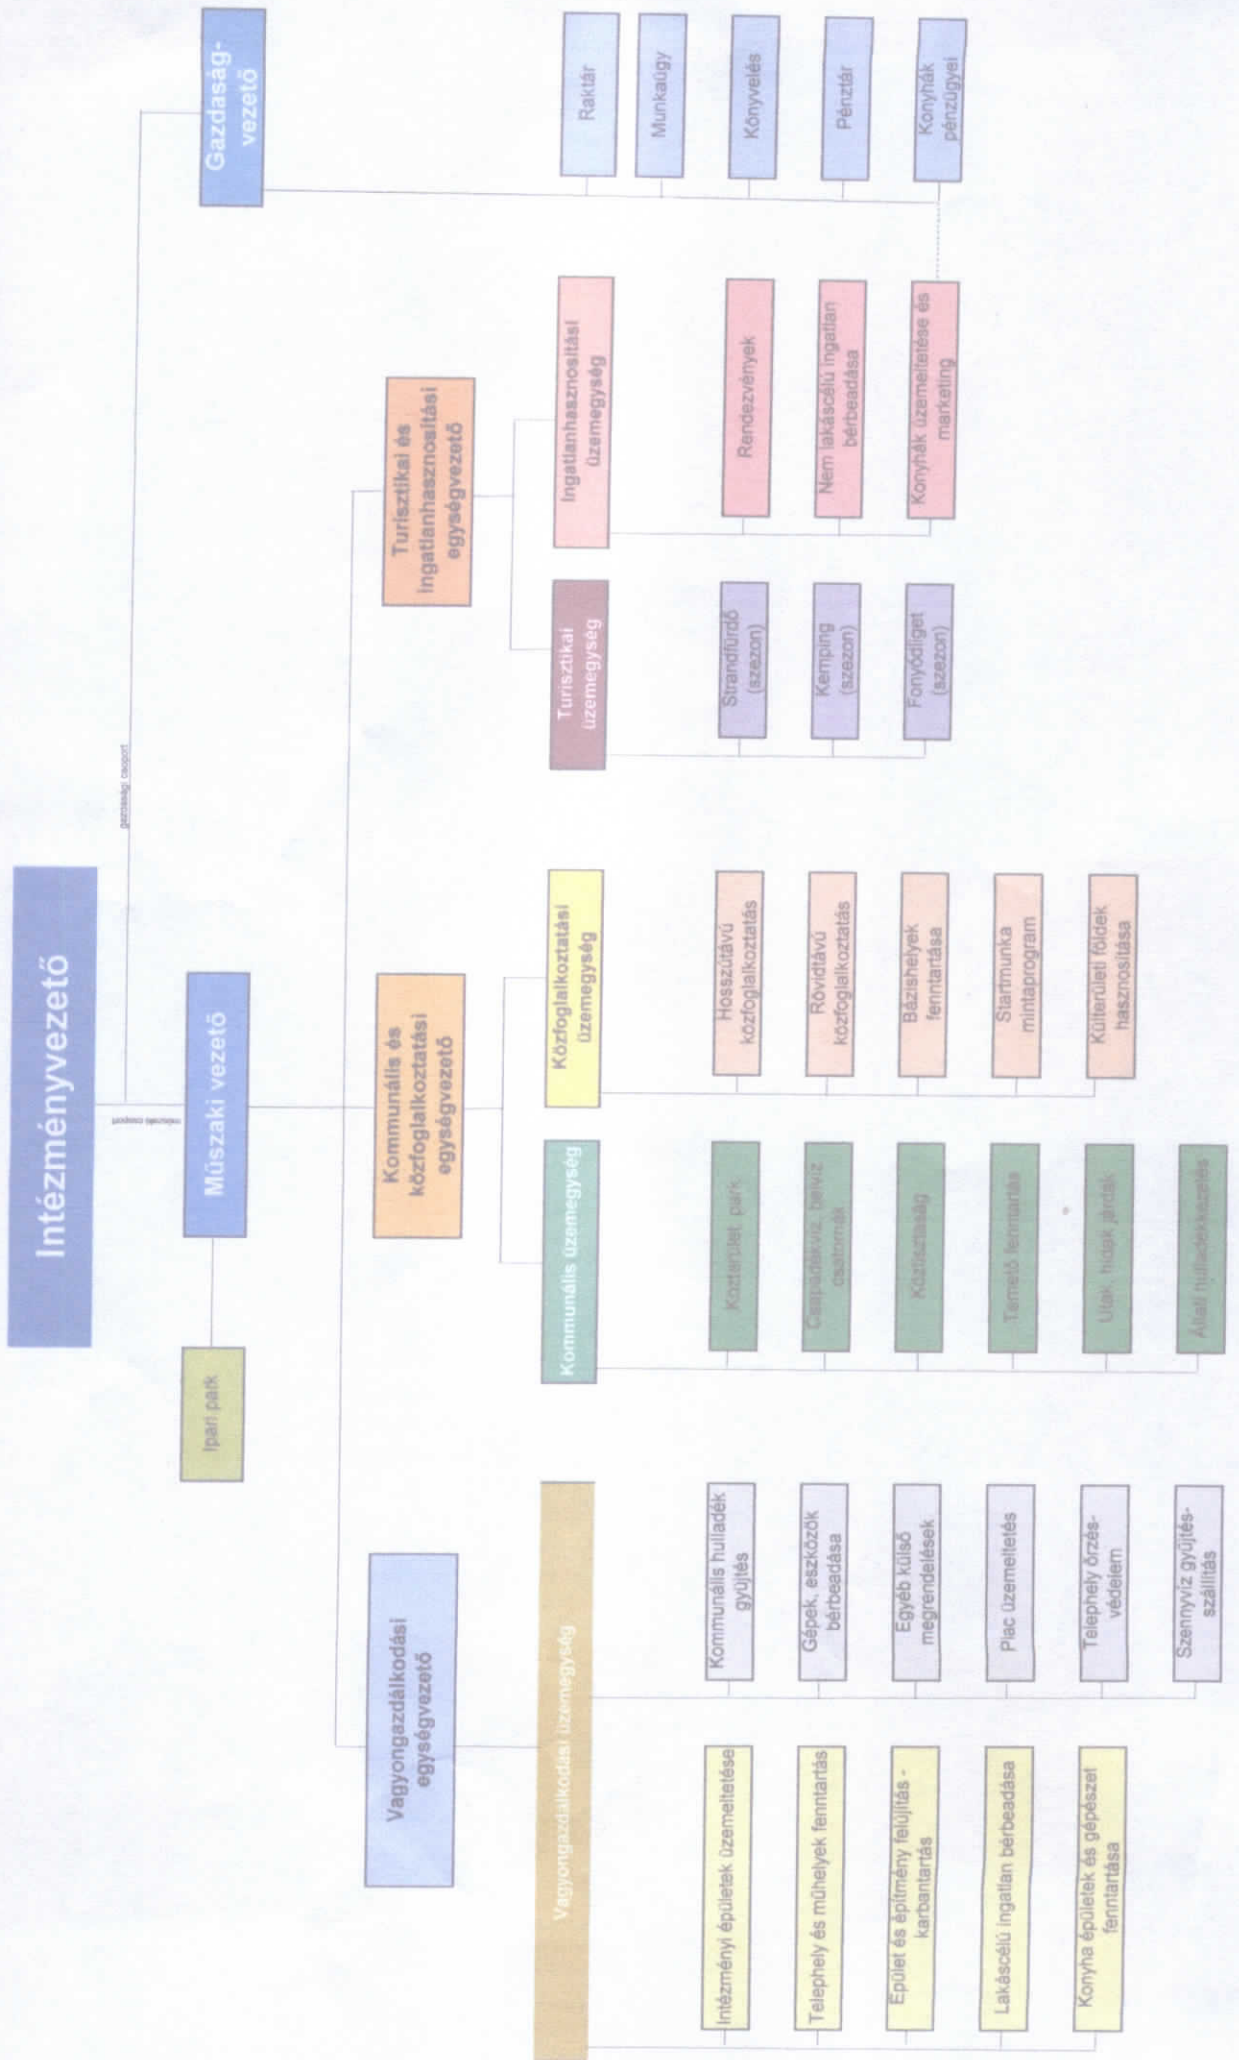 Intézményvezető
gazdasági csoport
műszaki csoport
Gazdaság-
vezető
Műszaki vezető
Ipari park
Vagyongazdálkodási
egységvezető
Kommunális és
közfoglalkoztatási
egységvezető
Turisztikai és
Ingatlanhasznosítási
egységvezető
Vagyongazdálkodási üzemegység
Kommunális üzemegység
Közfoglalkoztatási
üzemegység
Turisztikai
üzemegység
Ingatlanhasznosítási
üzemegység
Intézményi épületek üzemeltetése
Telephely és műhelyek fenntartás
Épület és építmény felújítás -
karbantartás
Lakáscélú ingatlan bérbeadása
Konyha épületek és gépészet
fenntartása
Kommunális hulladék
gyűjtés
Gépek, eszközök
bérbeadása
Egyéb külső
megrendelések
Piac üzemeltetés
Telephely őrzés-
védelem
Szennyvíz gyűjtés-
szállítás
Közterület, park
Csapadékvíz, belvíz
csatornák
Köztisztaság
Temető fenntartás
Utak, hidak járdák
Állati hulladékkezelés
Hosszútávú
közfoglalkoztatás
Rövidtávú
közfoglalkoztatás
Bázishelyek
fenntartása
Startmunka
mintaprogram
Külterületi földek
hasznosítása
Strandfürdő
(szezon)
Kemping
(szezon)
Fonyódliget
(szezon)
Rendezvények
Nem lakáscélú ingatlan
bérbeadása
Konyhák üzemeltetése és
marketing
Raktár
Munkaügy
Könyvelés
Pénztár
Konyhák
pénzügyei